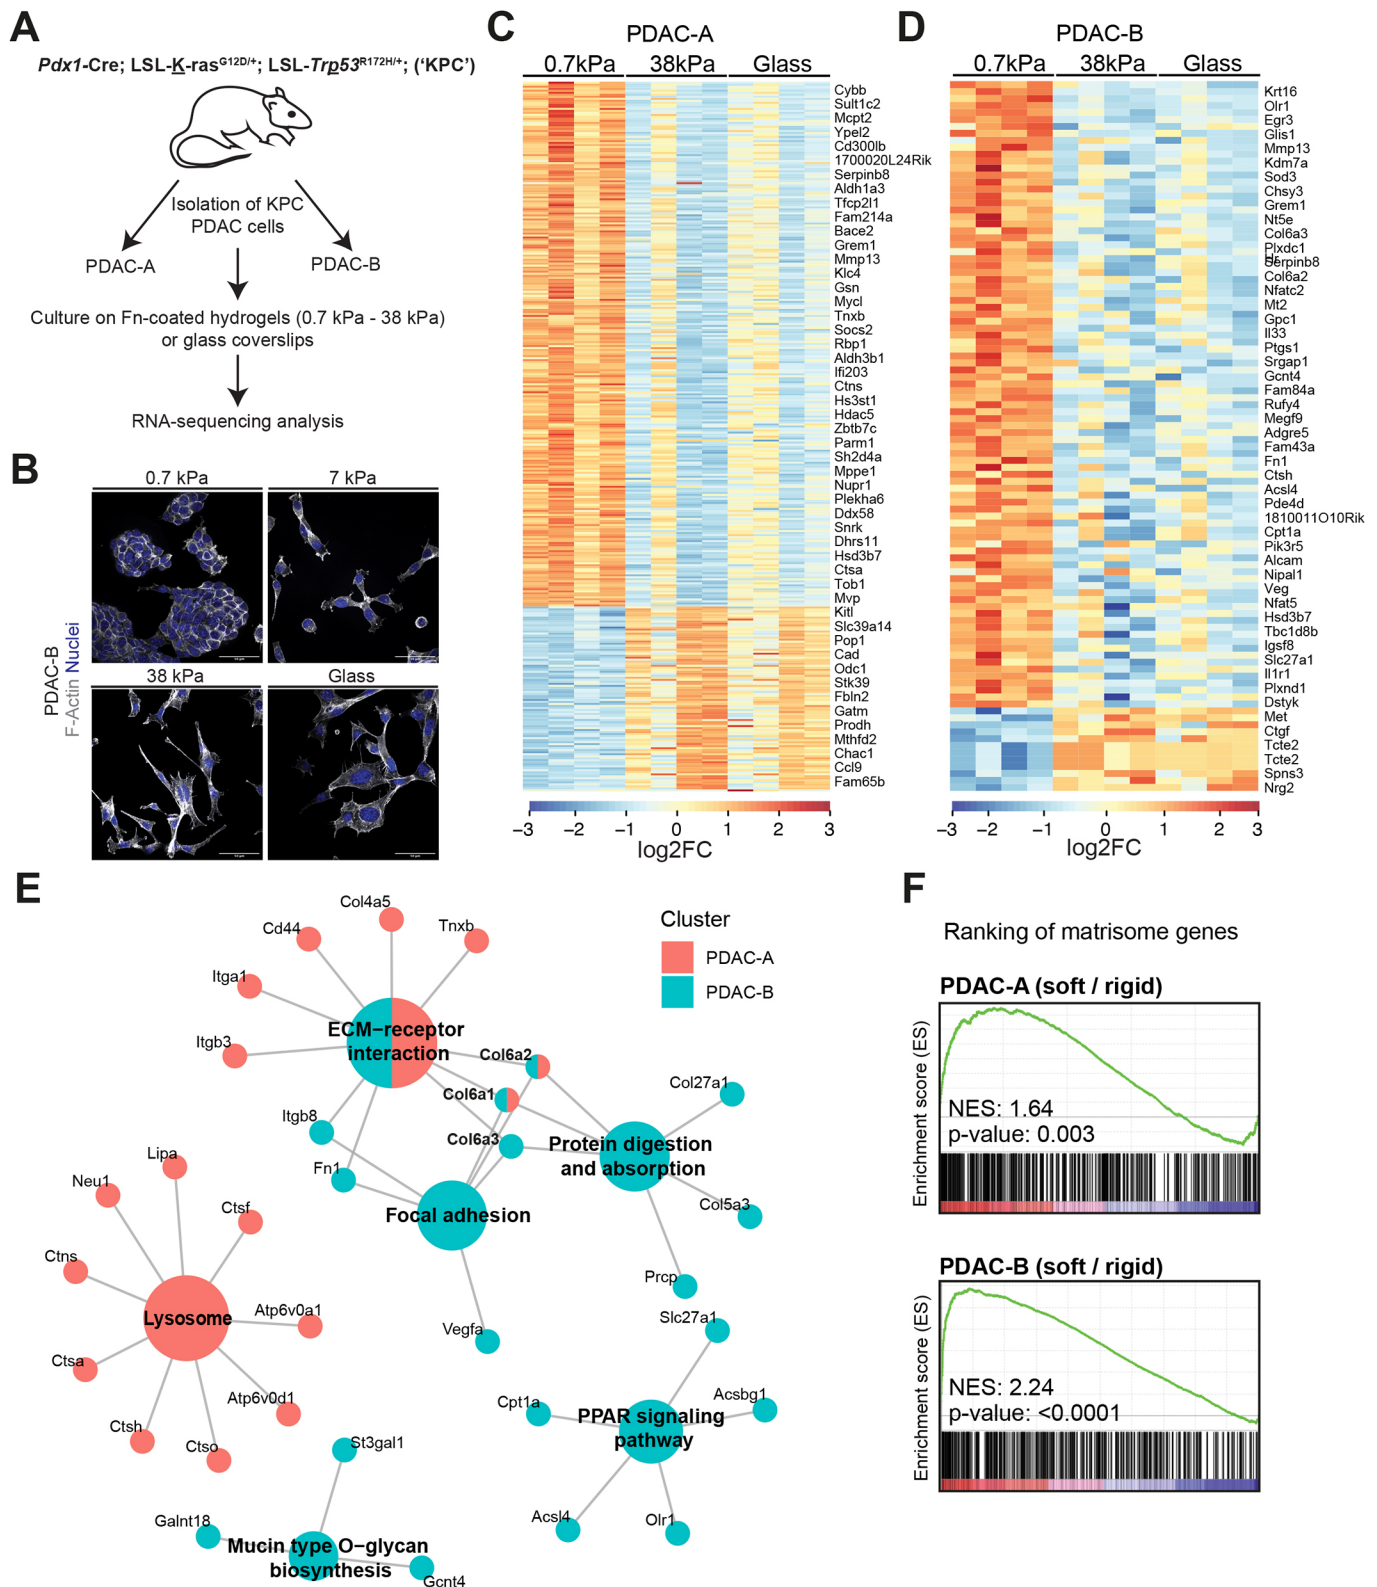 A
Pdx1-Cre; LSL-K-rasG12D/+; LSL-Trp53R172H/+; (‘KPC’)
Isolation of KPC
PDAC cells
PDAC-A
PDAC-B
Culture on Fn-coated hydrogels (0.7 kPa - 38 kPa)
or glass coverslips
RNA-sequencing analysis
B
0.7 kPa
7 kPa
38 kPa
Glass
PDAC-B
F-Actin Nuclei
C
PDAC-A
0.7kPa
38kPa
Glass
Cybb
Sult1c2
Mcpt2
Ypel2
Cd300lb
1700020L24Rik
Serpinb8
Aldh1a3
Tfcp2l1
Fam214a
Bace2
Grem1
Mmp13
Klc4
Gsn
Mycl
Tnxb
Socs2
Rbp1
Aldh3b1
Ifi203
Ctns
Hs3st1
Hdac5
Zbtb7c
Parm1
Sh2d4a
Mppe1
Nupr1
Plekha6
Ddx58
Snrk
Dhrs11
Hsd3b7
Ctsa
Tob1
Mvp
Kitl
Slc39a14
Pop1
Cad
Odc1
Stk39
Fbln2
Gatm
Prodh
Mthfd2
Chac1
Ccl9
Fam65b
−3 −2 −1 0 1 2 3
log2FC
D
PDAC-B
0.7kPa
38kPa
Glass
Krt16
Olr1
Egr3
Glis1
Mmp13
Kdm7a
Sod3
Chsy3
Grem1
Nt5e
Col6a3
Plxdc1
Serpinb8
Col6a2
Nfatc2
Mt2
Gpc1
Il33
Ptgs1
Srgap1
Gcnt4
Fam84a
Rufy4
Megf9
Adgre5
Fam43a
Fn1
Ctsh
Acsl4
Pde4d
1810011O10Rik
Cpt1a
Pik3r5
Alcam
Nipal1
Veg
Nfat5
Hsd3b7
Tbc1d8b
Igsf8
Slc27a1
Il1r1
Plxnd1
Dstyk
Met
Ctgf
Tcte2
Tcte2
Spns3
Nrg2
−3 −2 −1 0 1 2 3
log2FC
E
Col4a5
Cd44
Tnxb
Itga1
Itgb3
ECM−receptor
interaction
Col6a2
Col6a1
Col6a3
Itgb8
Fn1
Focal adhesion
Vegfa
Col27a1
Protein digestion
and absorption
Col5a3
Prcp
Lipa
Neu1
Ctsf
Ctns
Lysosome
Atp6v0a1
Ctsa
Atp6v0d1
Ctsh
Ctso
Slc27a1
Cpt1a
Acsbg1
PPAR signaling
pathway
Acsl4
Olr1
St3gal1
Galnt18
Mucin type O−glycan
biosynthesis
Gcnt4
Cluster
PDAC-A
PDAC-B
F
Ranking of matrisome genes
PDAC-A (soft / rigid)
Enrichment score (ES)
NES: 1.64
p-value: 0.003
PDAC-B (soft / rigid)
Enrichment score (ES)
NES: 2.24
p-value: <0.0001